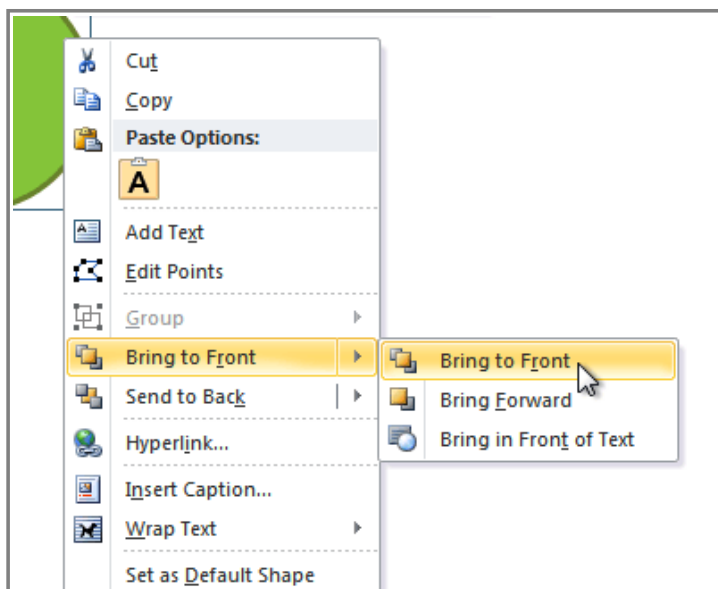 Cut
Copy
Paste Options:
A
Add Text
Edit Points
Group
Bring to Front
Send to Back
Hyperlink...
Insert Caption...
Wrap Text
Set as Default Shape
Bring to Front
Bring Forward
Bring in Front of Text